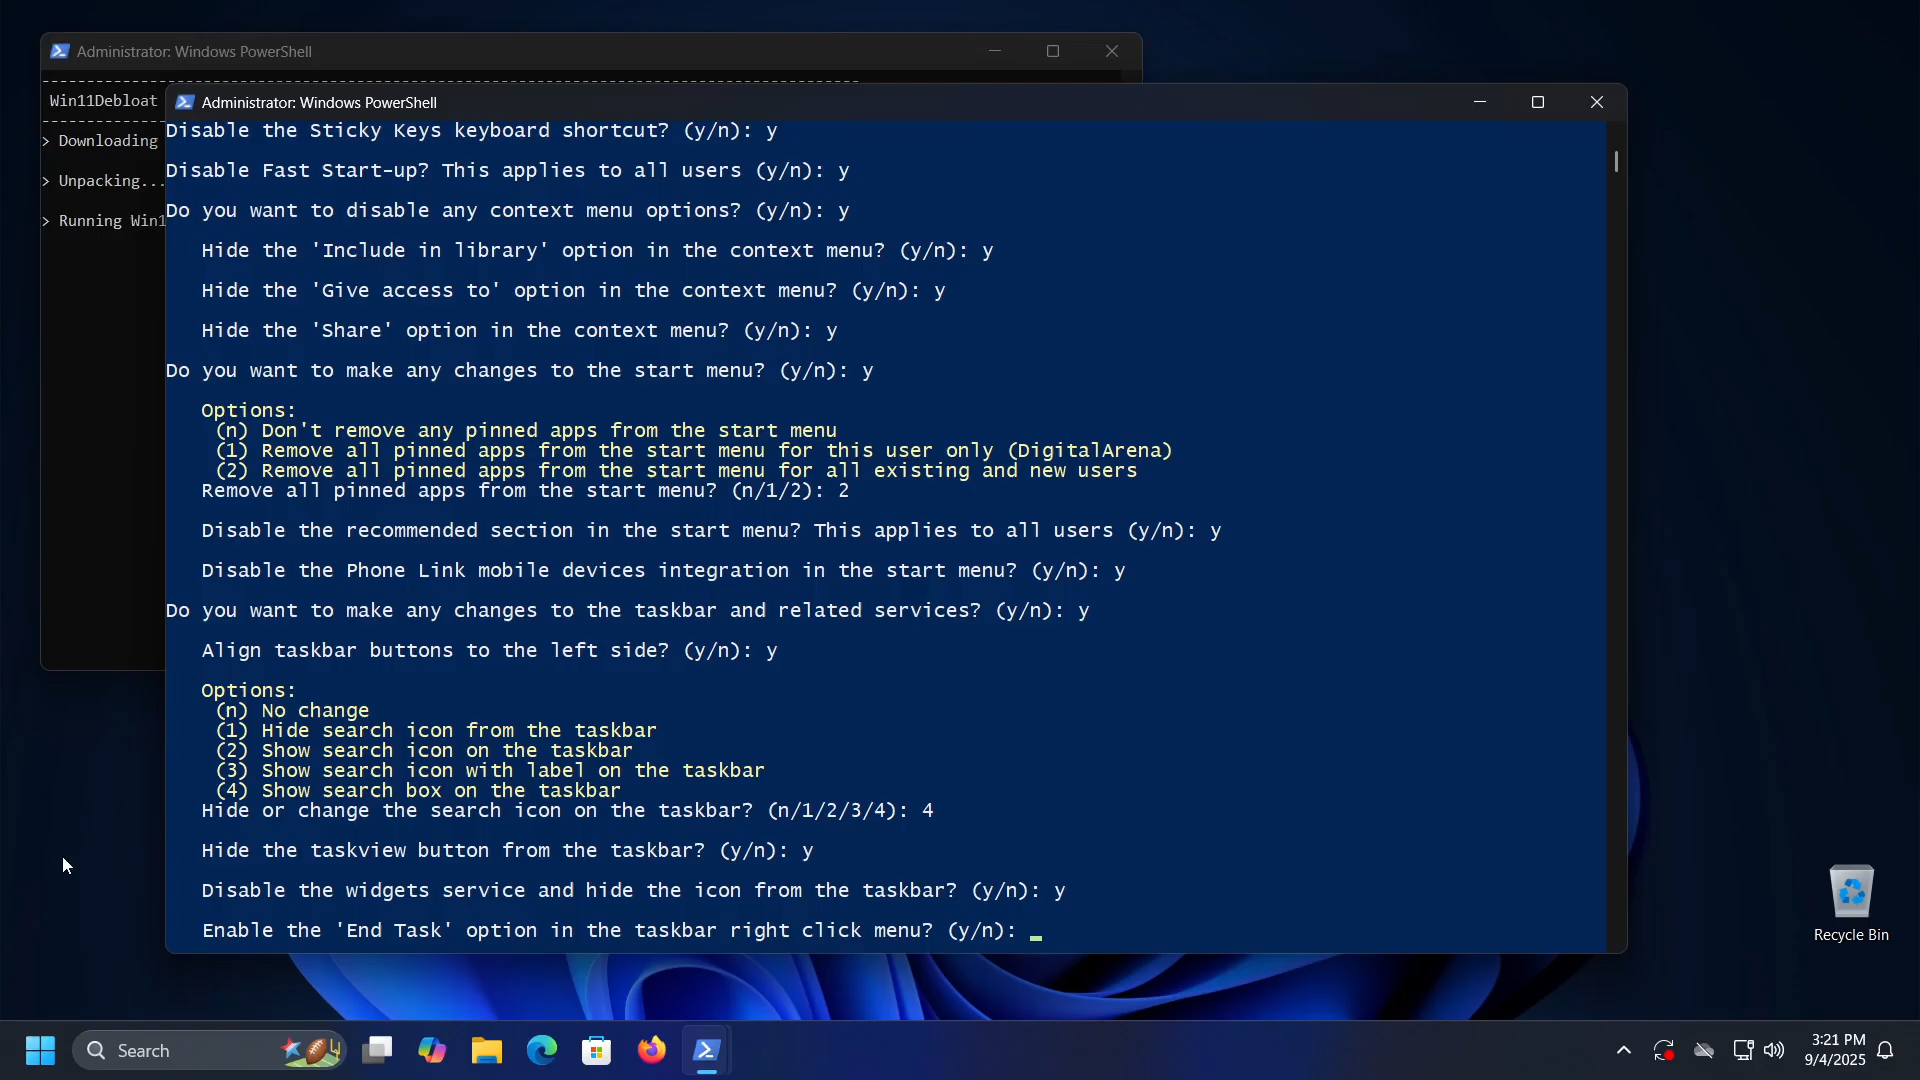 Administrator: Windows PowerShell
--------------------------------------------------------------------
Win11Debloat
> Downloading
> Unpacking...
> Running Win1
Administrator: Windows PowerShell
Disable the Sticky Keys keyboard shortcut? (y/n): y
Disable Fast Start-up? This applies to all users (y/n): y
Do you want to disable any context menu options? (y/n): y
Hide the 'Include in library' option in the context menu? (y/n): y
Hide the 'Give access to' option in the context menu? (y/n): y
Hide the 'Share' option in the context menu? (y/n): y
Do you want to make any changes to the start menu? (y/n): y
Options:
(n) Don't remove any pinned apps from the start menu
(1) Remove all pinned apps from the start menu for this user only (DigitalArena)
(2) Remove all pinned apps from the start menu for all existing and new users
Remove all pinned apps from the start menu? (n/1/2): 2
Disable the recommended section in the start menu? This applies to all users (y/n): y
Disable the Phone Link mobile devices integration in the start menu? (y/n): y
Do you want to make any changes to the taskbar and related services? (y/n): y
Align taskbar buttons to the left side? (y/n): y
Options:
(n) No change
(1) Hide search icon from the taskbar
(2) Show search icon on the taskbar
(3) Show search icon with label on the taskbar
(4) Show search box on the taskbar
Hide or change the search icon on the taskbar? (n/1/2/3/4): 4
Hide the taskview button from the taskbar? (y/n): y
Disable the widgets service and hide the icon from the taskbar? (y/n): y
Enable the 'End Task' option in the taskbar right click menu? (y/n):
Recycle Bin
Search
3:21 PM
9/4/2025